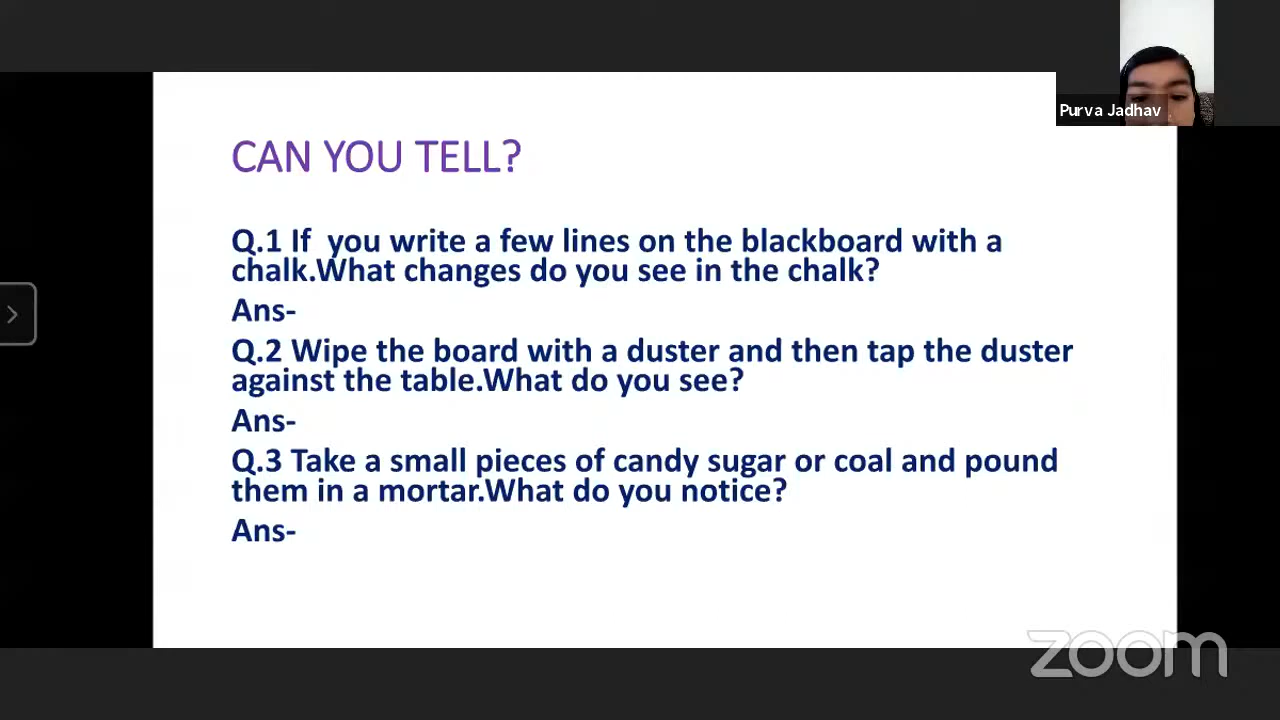 Purva Jadhav
CAN YOU TELL?
Q.1 If  you write a few lines on the blackboard with a
chalk.What changes do you see in the chalk?
Ans-
Q.2 Wipe the board with a duster and then tap the duster
against the table.What do you see?
Ans-
Q.3 Take a small pieces of candy sugar or coal and pound
them in a mortar.What do you notice?
Ans-
zoom